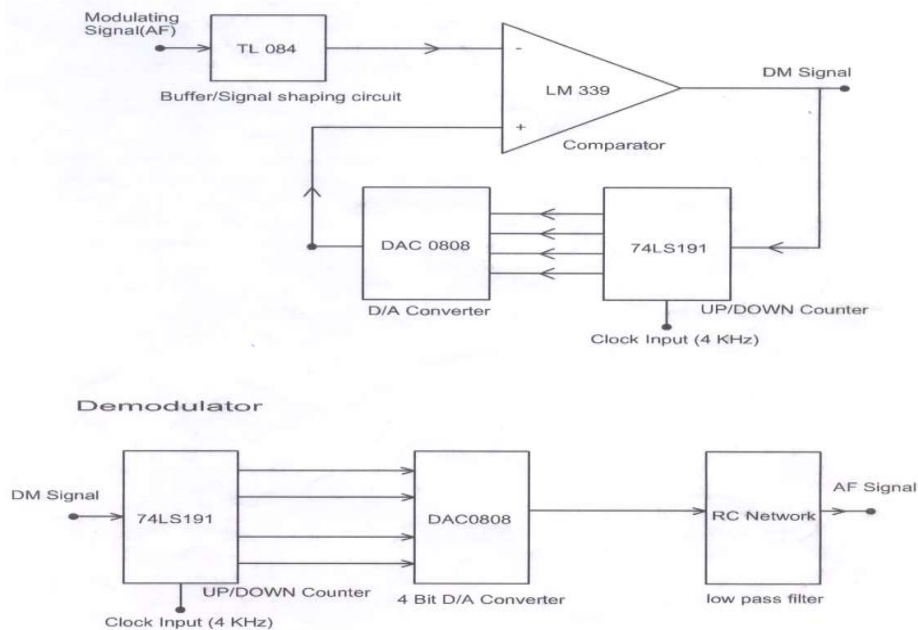 Modulating
Signal(AF)
TL 084
Buffer/Signal shaping circuit
-
+
LM 339
Comparator
DM Signal
DAC 0808
D/A Converter
74LS191
UP/DOWN Counter
Clock Input (4 KHz)
Demodulator
DM Signal
74LS191
UP/DOWN Counter
Clock Input (4 KHz)
DAC0808
4 Bit D/A Converter
RC Network
low pass filter
AF Signal